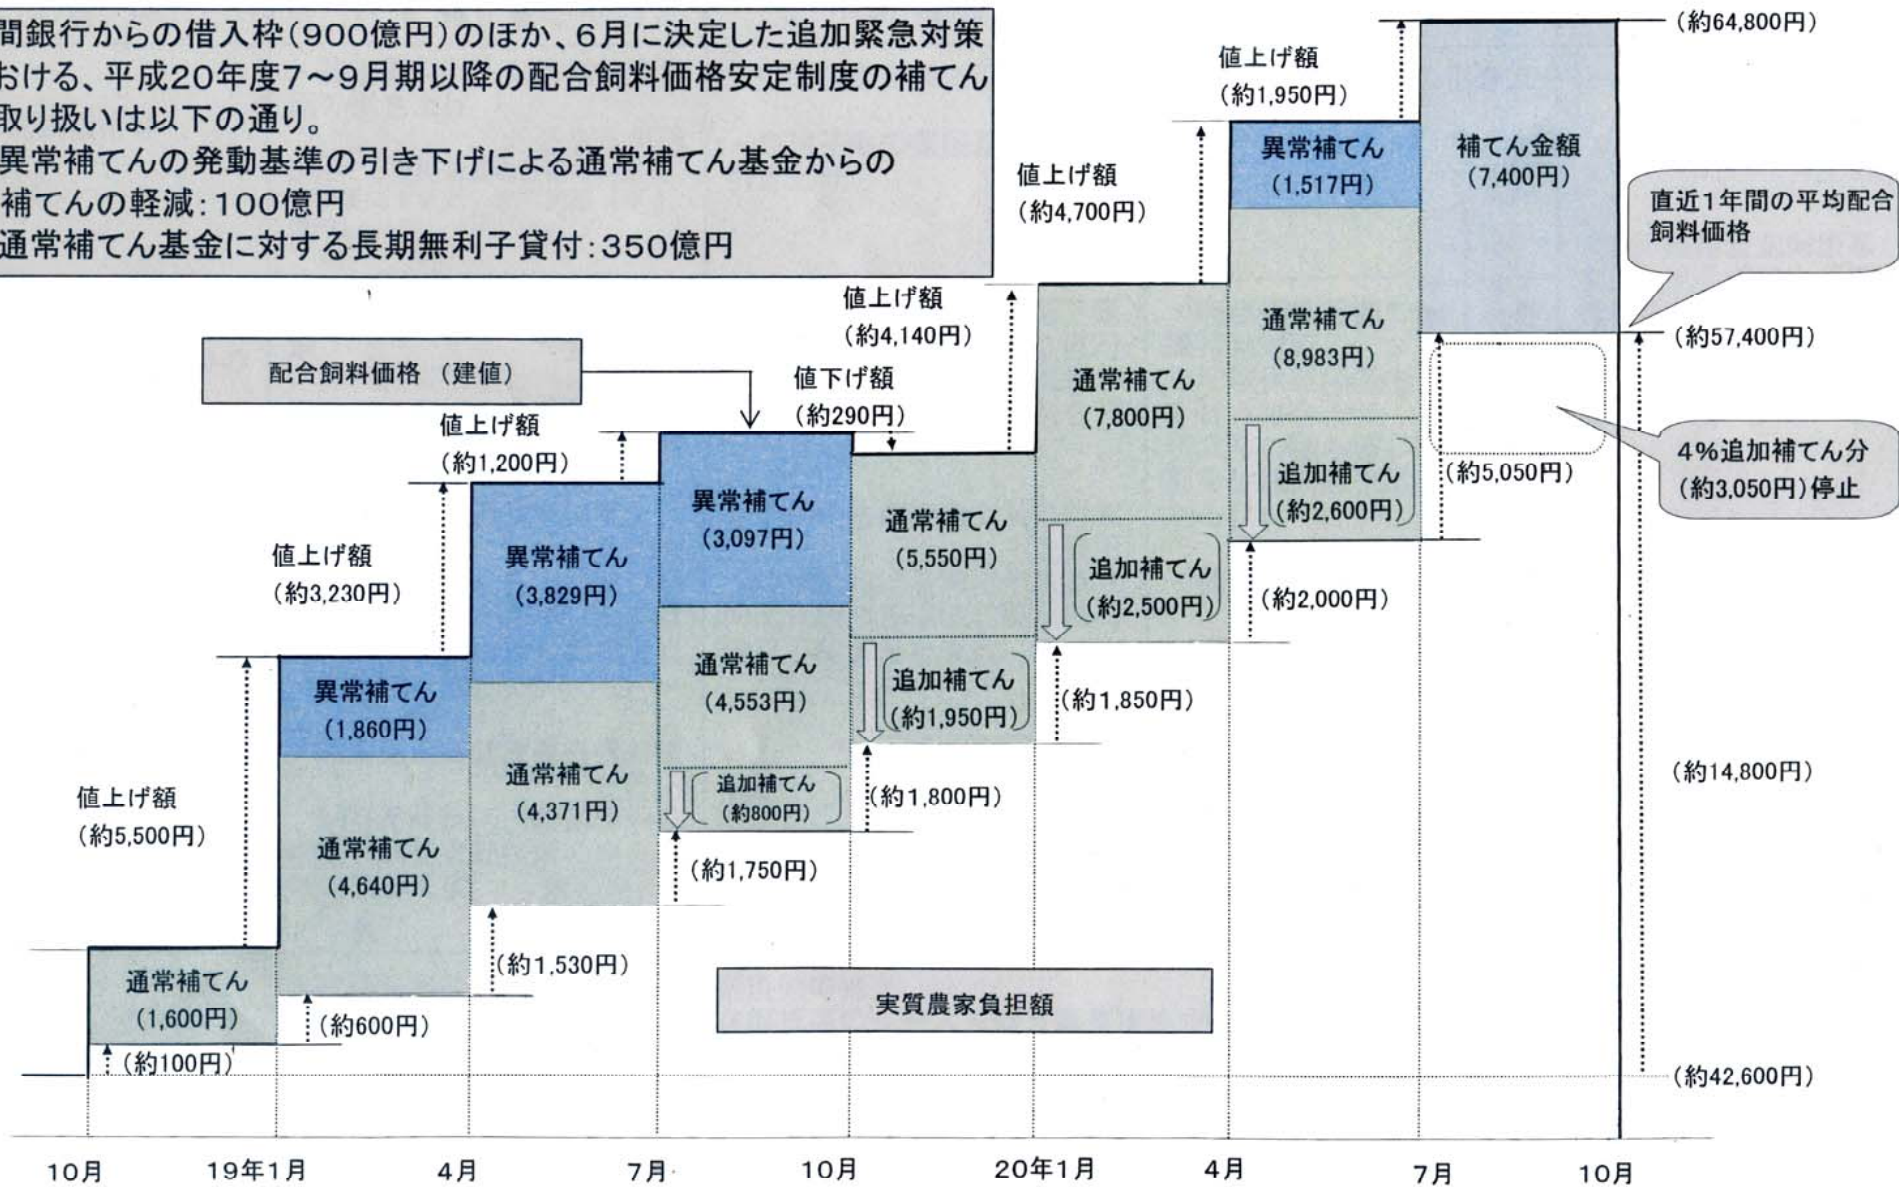 間銀行からの借入枠(900億円)のほか、6月に決定した追加緊急対策
おける、平成20年度7～9月期以降の配合飼料価格安定制度の補てん
取り扱いは以下の通り。
異常補てんの発動基準の引き下げによる通常補てん基金からの
補てんの軽減:100億円
通常補てん基金に対する長期無利子貸付:350億円
(約64,800円)
値上げ額
(約1,950円)
異常補てん
(1,517円)
補てん金額
(7,400円)
値上げ額
(約4,700円)
直近1年間の平均配合
飼料価格
値上げ額
(約4,140円)
通常補てん
(8,983円)
(約57,400円)
配合飼料価格 (建値)
値下げ額
(約290円)
通常補てん
(7,800円)
値上げ額
(約1,200円)
4%追加補てん分
(約3,050円)停止
追加補てん
(約2,600円)
(約5,050円)
異常補てん
(3,097円)
通常補てん
(5,550円)
値上げ額
(約3,230円)
異常補てん
(3,829円)
追加補てん
(約2,500円)
(約2,000円)
異常補てん
(1,860円)
通常補てん
(4,553円)
追加補てん
(約1,950円)
(約1,850円)
値上げ額
(約5,500円)
通常補てん
(4,371円)
追加補てん
(約800円)
(約1,800円)
(約14,800円)
通常補てん
(4,640円)
(約1,750円)
通常補てん
(1,600円)
(約1,530円)
実質農家負担額
(約600円)
(約100円)
(約42,600円)
10月 19年1月 4月 7月 10月 20年1月 4月 7月 10月